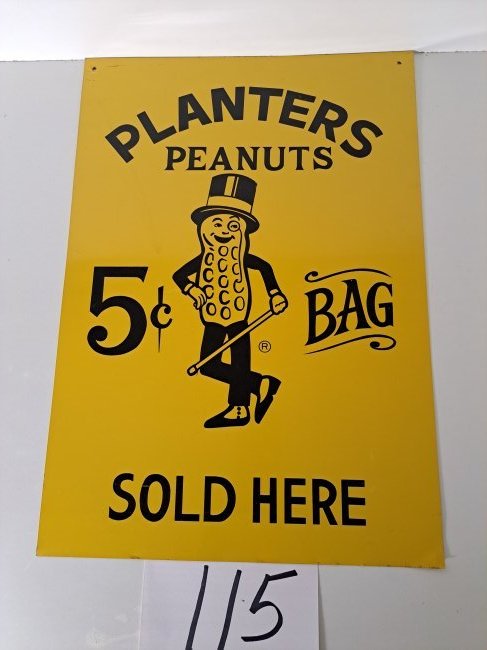 PLANTERS
PEANUTS
5¢ BAG
®
SOLD HERE
115